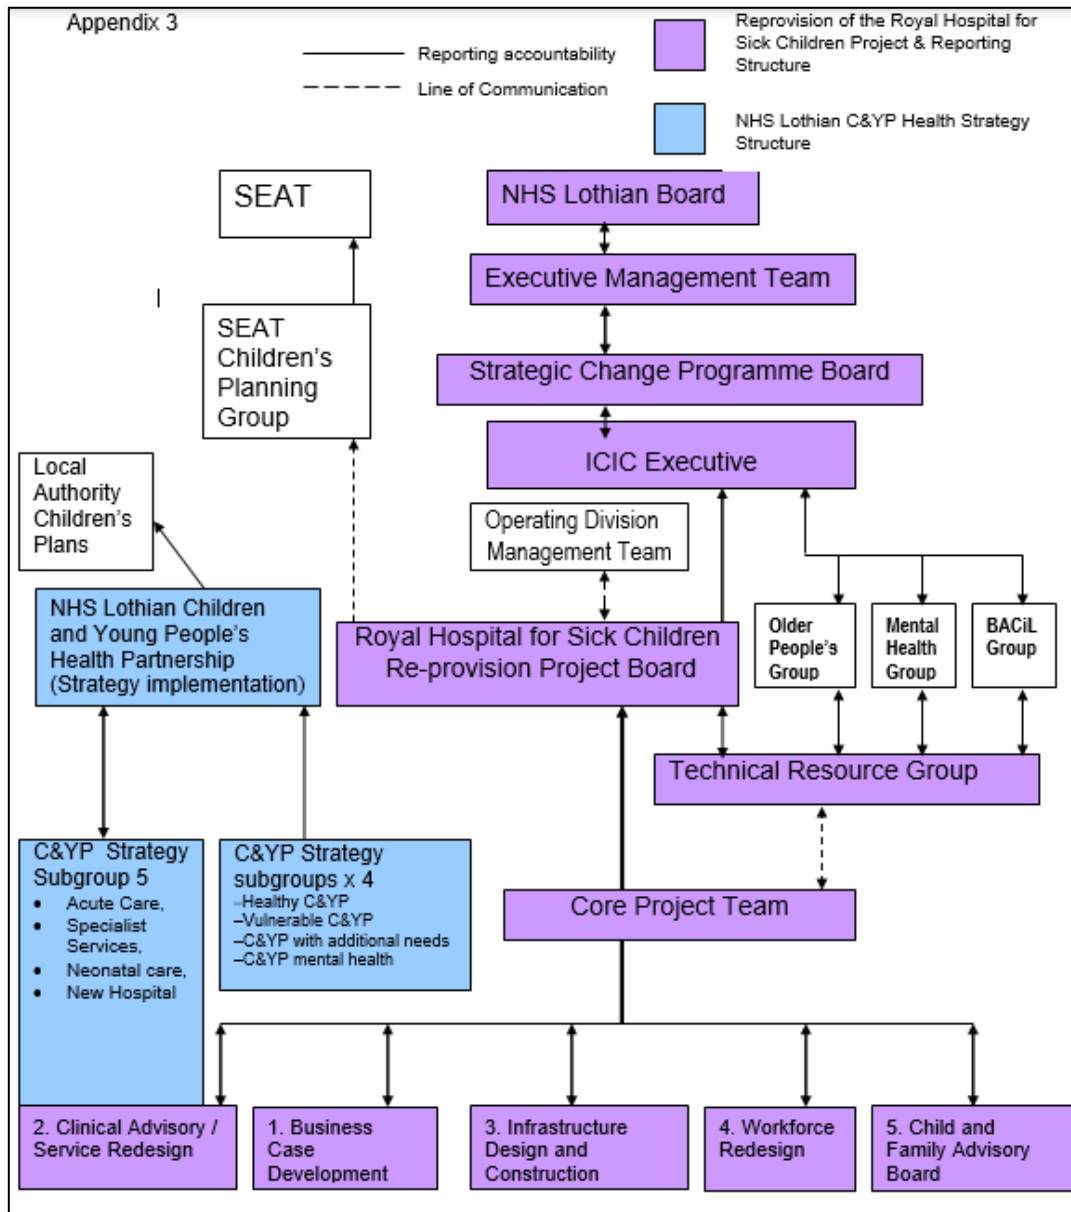 Appendix 3
Reporting accountability
Line of Communication
Reprovision of the Royal Hospital for
Sick Children Project & Reporting
Structure
NHS Lothian C&YP Health Strategy
Structure
SEAT
NHS Lothian Board
Executive Management Team
SEAT
Children's
Planning
Group
Strategic Change Programme Board
ICIC Executive
Local
Authority
Children's
Plans
Operating Division
Management Team
NHS Lothian Children
and Young People's
Health Partnership
(Strategy implementation)
Royal Hospital for Sick Children
Re-provision Project Board
Older
People's
Group
Mental
Health
Group
BACiL
Group
Technical Resource Group
C&YP Strategy
Subgroup 5
• Acute Care,
• Specialist
Services,
• Neonatal care,
• New Hospital
C&YP Strategy
subgroups x 4
–Healthy C&YP
–Vulnerable C&YP
–C&YP with additional needs
–C&YP mental health
Core Project Team
2. Clinical Advisory /
Service Redesign
1. Business
Case
Development
3. Infrastructure
Design and
Construction
4. Workforce
Redesign
5. Child and
Family Advisory
Board